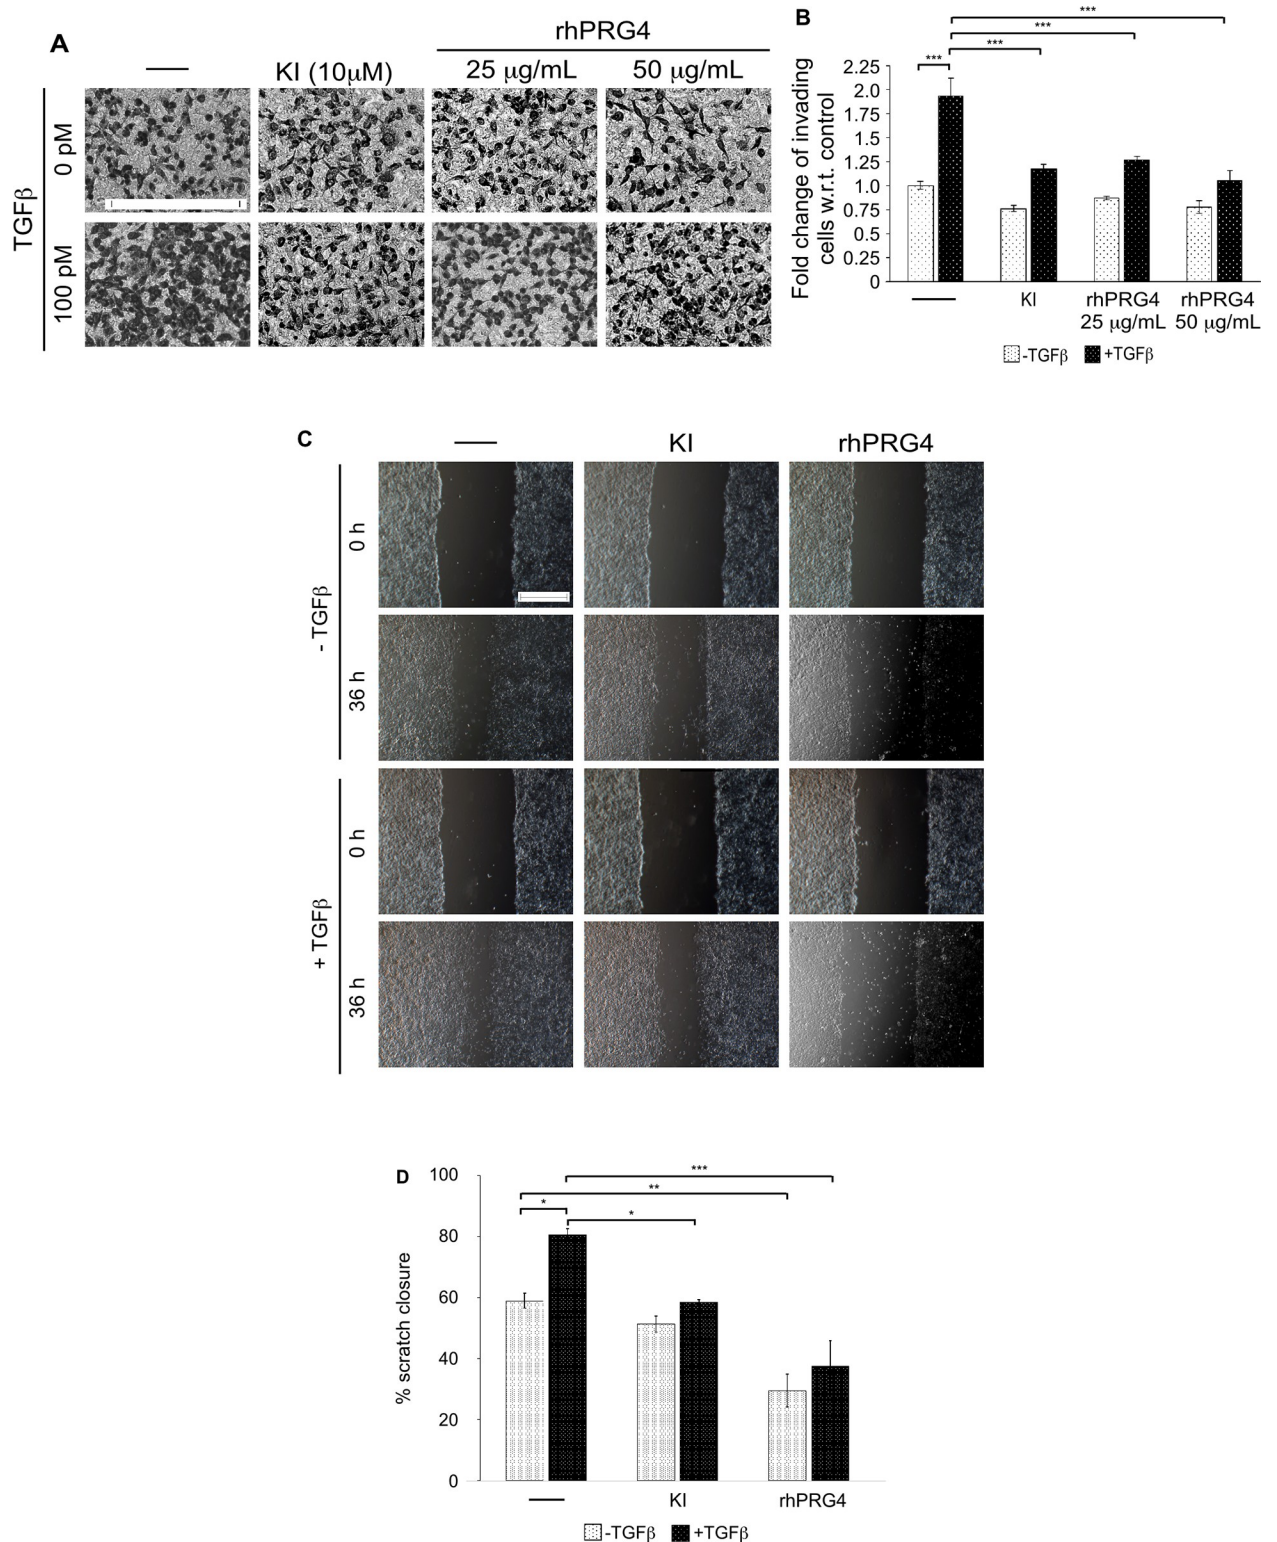 A
rhPRG4
KI (10μM)
25 μg/mL
50 μg/mL
TGFβ
0 pM
100 pM
B
***
***
***
***
Fold change of invading
cells w.r.t. control
2.25
2.0
1.75
1.5
1.25
1.0
0.75
0.5
0.25
0
KI
rhPRG4
25 μg/mL
rhPRG4
50 μg/mL
-TGFβ
+TGFβ
C
KI
rhPRG4
- TGFβ
0 h
36 h
+ TGFβ
0 h
36 h
D
***
**
*
*
% scratch closure
100
80
60
40
20
0
KI
rhPRG4
-TGFβ
+TGFβ